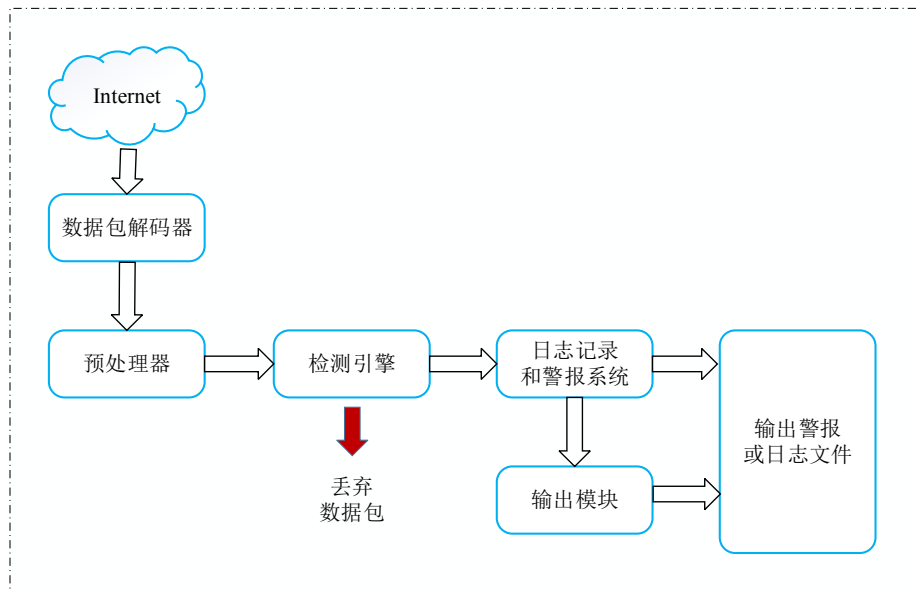 Internet
数据包解码器
预处理器
检测引擎
日志记录
和警报系统
输出警报
或日志文件
丢弃
数据包
输出模块